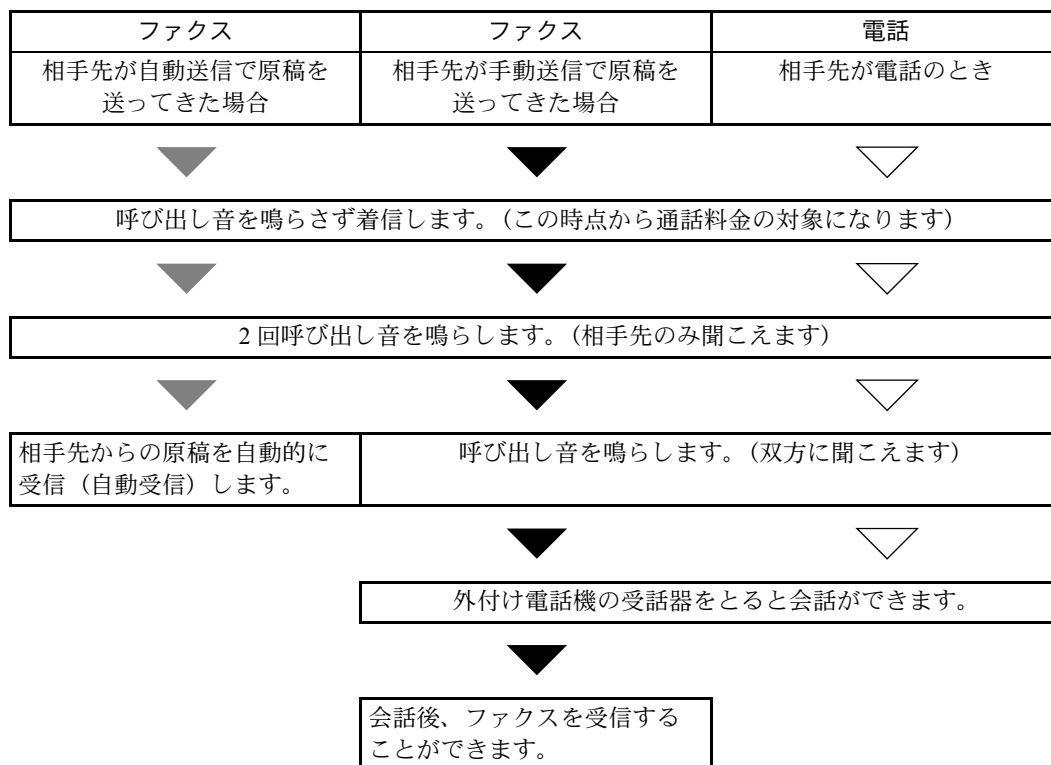 ファクス
ファクス
電話
相手先が自動送信で原稿を
送ってきた場合
相手先が手動送信で原稿を
送ってきた場合
相手先が電話のとき
呼び出し音を鳴らさず着信します。（この時点から通話料金の対象になります）
2 回呼び出し音を鳴らします。（相手先のみ聞こえます）
相手先からの原稿を自動的に
受信（自動受信）します。
呼び出し音を鳴らします。（双方に聞こえます）
外付け電話機の受話器をとると会話ができます。
会話後、ファクスを受信する
ことができます。